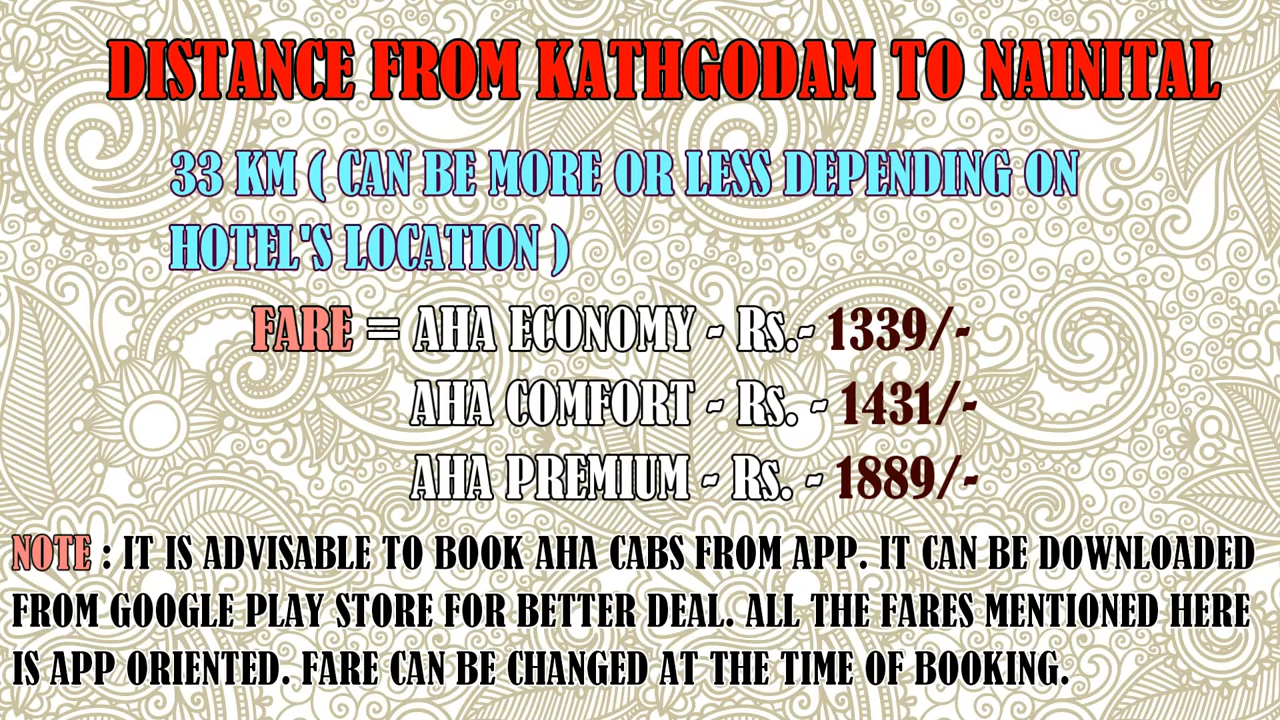 DISTANCE FROM KATHGODAM TO NAINITAL
33 KM ( CAN BE MORE OR LESS DEPENDING ON
HOTEL'S LOCATION )
FARE = AHA ECONOMY - Rs.- 1339/-
AHA COMFORT - Rs. - 1431/-
AHA PREMIUM - Rs. - 1889/-
NOTE : IT IS ADVISABLE TO BOOK AHA CABS FROM APP. IT CAN BE DOWNLOADED
FROM GOOGLE PLAY STORE FOR BETTER DEAL. ALL THE FARES MENTIONED HERE
IS APP ORIENTED. FARE CAN BE CHANGED AT THE TIME OF BOOKING.